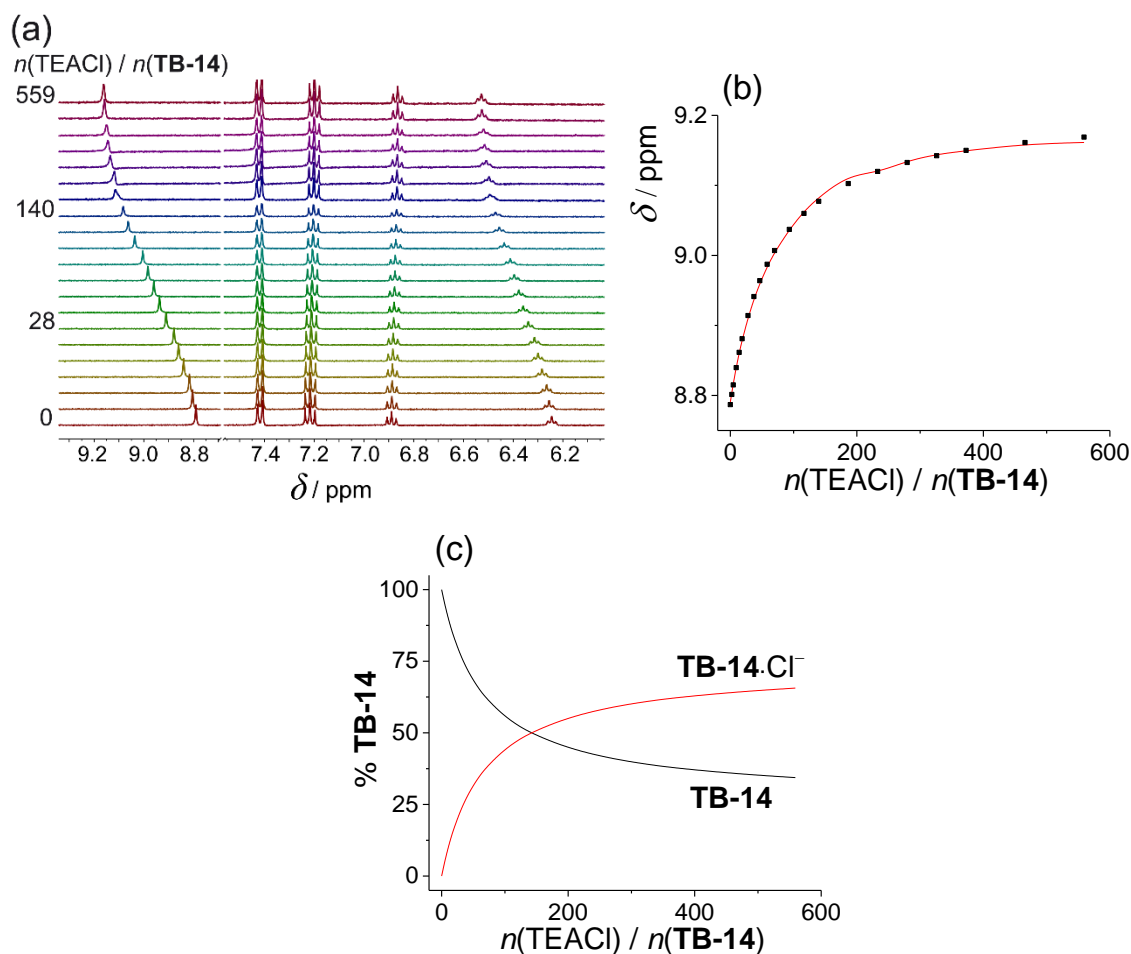 (a)
n(TEACl) / n(TB-14)
559
140
28
0
9.2 9.0 8.8 7.4 7.2 7.0 6.8 6.6 6.4 6.2
δ / ppm
(b)
9.2
9.0
8.8
δ / ppm
0 200 400 600
n(TEACl) / n(TB-14)
(c)
100
75
50
25
0
% TB-14
TB-14·Cl⁻
TB-14
0 200 400 600
n(TEACl) / n(TB-14)